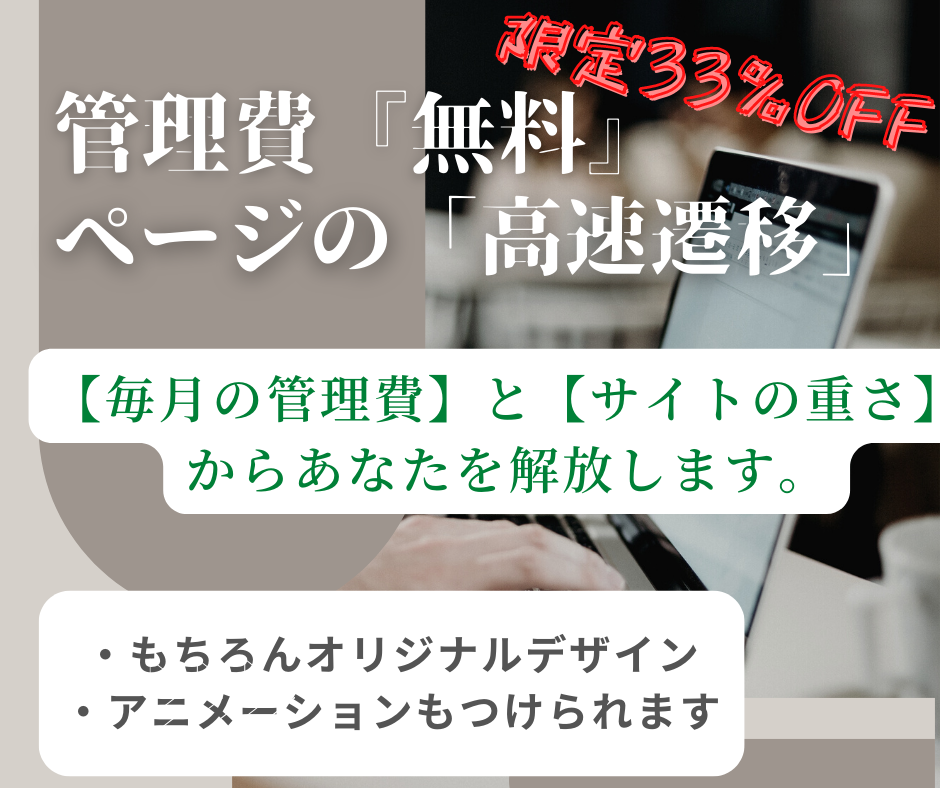 限定33%OFF
管理費『無料』
ページの「高速遷移」
【毎月の管理費】と【サイトの重さ】
からあなたを解放します。
・もちろんオリジナルデザイン
・アニメーションもつけられます